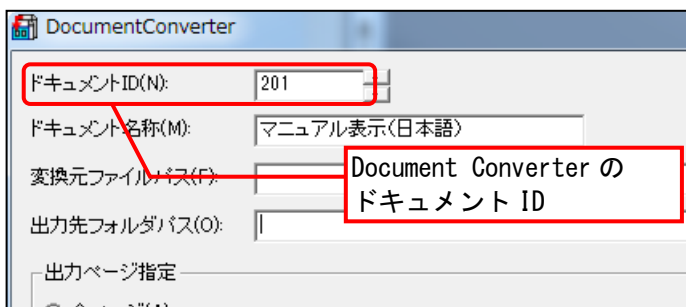 DocumentConverter
ドキュメントID(N):
201
ドキュメント名称(M):
マニュアル表示(日本語)
変換元ファイルパス(F):
Document Converter の
ドキュメント ID
出力先フォルダパス(O):
出力ページ指定